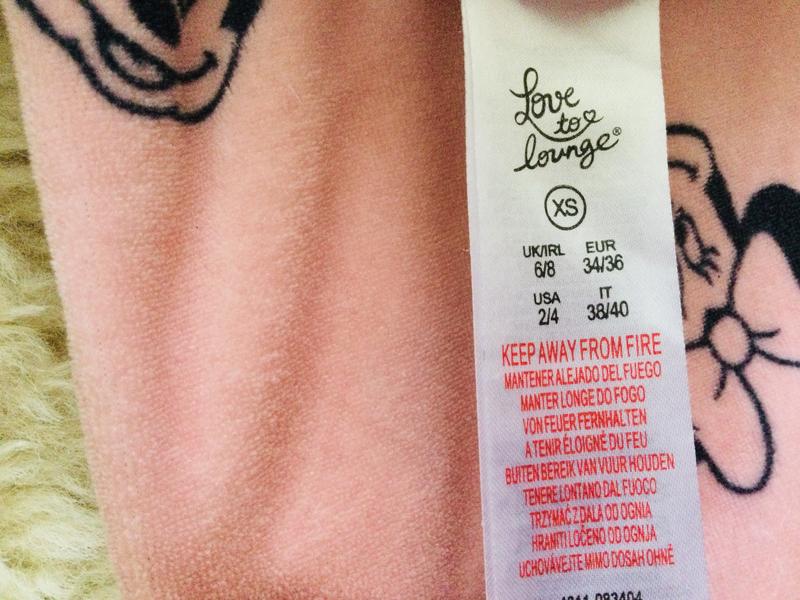 Love
to
lounge®
XS
UK/IRL EUR
6/8 34/36
USA IT
2/4 38/40
KEEP AWAY FROM FIRE
MANTENER ALEJADO DEL FUEGO
MANTER LONGE DO FOGO
VON FEUER FERNHALTEN
A TENIR ÉLOIGNÉ DU FEU
BUITEN BEREIK VAN VUUR HOUDEN
TENERE LONTANO DAL FUOCO
TRZYMAĆ Z DALA OD OGNIA
HRANITI LOČENO OD OGNJA
UCHOVÁVEJTE MIMO DOSAH OHNĚ